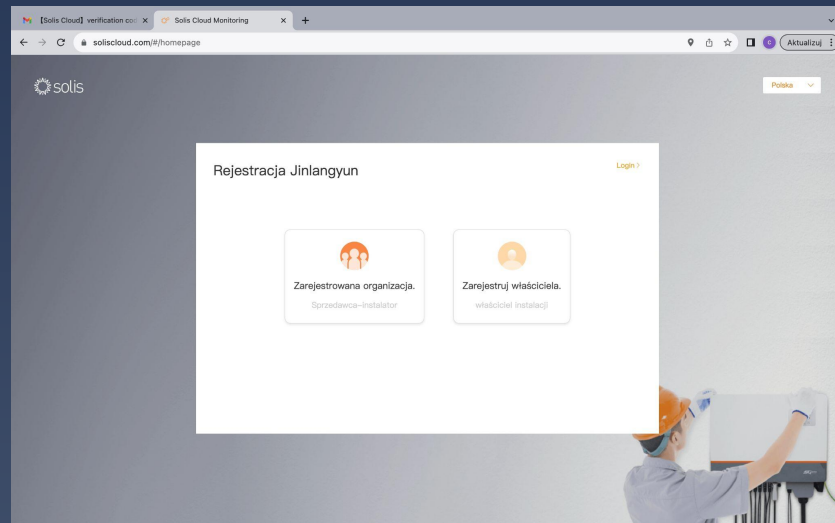 【Solis Cloud】 verification cod
Solis Cloud Monitoring
soliscloud.com/#/homepage
Aktualizuj
solis
Polska
Rejestracja Jinlangyun
Login >
Zarejestrowana organizacja.
Sprzedawca-instalator
Zarejestruj właściciela.
właściciel instalacji